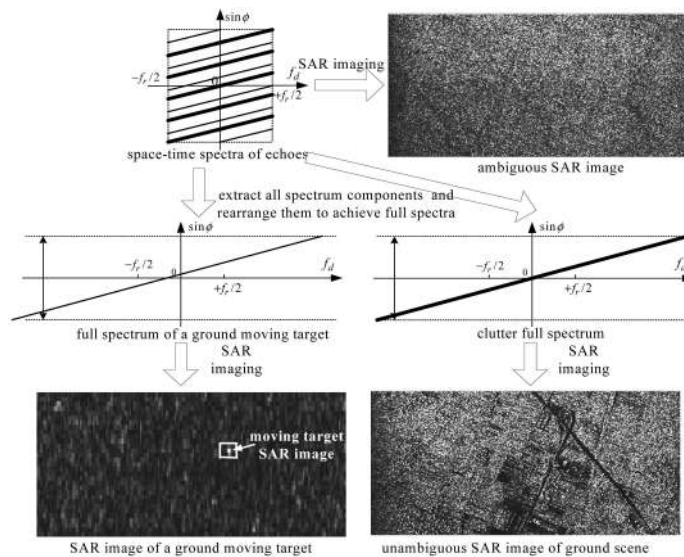 sinϕ
−f_r/2
0
f_d
+f_r/2
SAR imaging
space-time spectra of echoes
ambiguous SAR image
extract all spectrum components and
rearrange them to achieve full spectra
sinϕ
−f_r/2
0
f_d
+f_r/2
full spectrum of a ground moving target
sinϕ
−f_r/2
0
f_d
+f_r/2
clutter full spectrum
SAR
imaging
SAR
imaging
moving target
SAR image
SAR image of a ground moving target
unambiguous SAR image of ground scene